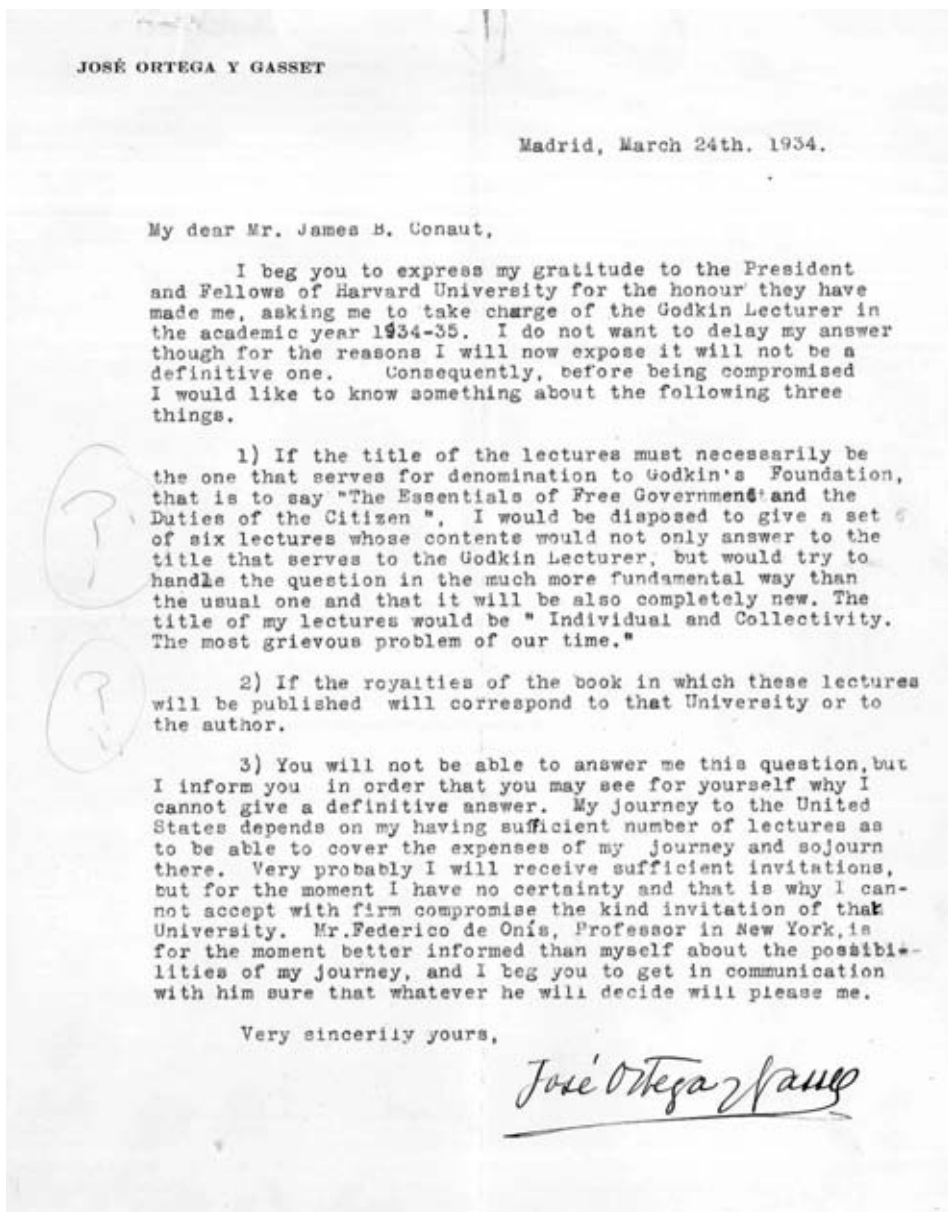 JOSÉ ORTEGA Y GASSET
Madrid, March 24th. 1934.
My dear Mr. James B. Conaut,
I beg you to express my gratitude to the President
and Fellows of Harvard University for the honour they have
made me, asking me to take charge of the Godkin Lecturer in
the academic year 1934-35. I do not want to delay my answer
though for the reasons I will now expose it will not be a
definitive one. Consequently, before being compromised
I would like to know something about the following three
things.
1) If the title of the lectures must necessarily be
the one that serves for denomination to Godkin's Foundation,
that is to say "The Essentials of Free Government and the
Duties of the Citizen ", I would be disposed to give a set
of six lectures whose contents would not only answer to the
title that serves to the Godkin Lecturer, but would try to
handle the question in the much more fundamental way than
the usual one and that it will be also completely new. The
title of my lectures would be " Individual and Collectivity.
The most grievous problem of our time."
?
2) If the royalties of the book in which these lectures
will be published will correspond to that University or to
the author.
?
3) You will not be able to answer me this question, but
I inform you in order that you may see for yourself why I
cannot give a definitive answer. My journey to the United
States depends on my having sufficient number of lectures as
to be able to cover the expenses of my journey and sojourn
there. Very probably I will receive sufficient invitations,
but for the moment I have no certainty and that is why I can-
not accept with firm compromise the kind invitation of that
University. Mr.Federico de Onís, Professor in New York, is
for the moment better informed than myself about the possibi-
lities of my journey, and I beg you to get in communication
with him sure that whatever he will decide will please me.
Very sincerily yours,
José Ortega y Gasset